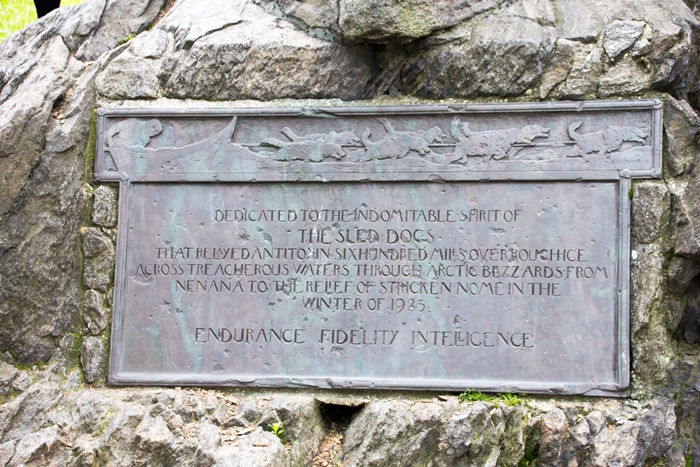 DEDICATED TO THE INDOMITABLE SPIRIT OF
THE SLED DOGS
THAT RELYED ANTITOXIN SIX HUNDRED MILES OVER ROUGH ICE
ACROSS TREACHEROUS WATERS THROUGH ARCTIC BLIZZARDS FROM
NENANA TO THE RELIEF OF STRICKEN NOME IN THE
WINTER OF 1925
ENDURANCE FIDELITY INTELLIGENCE